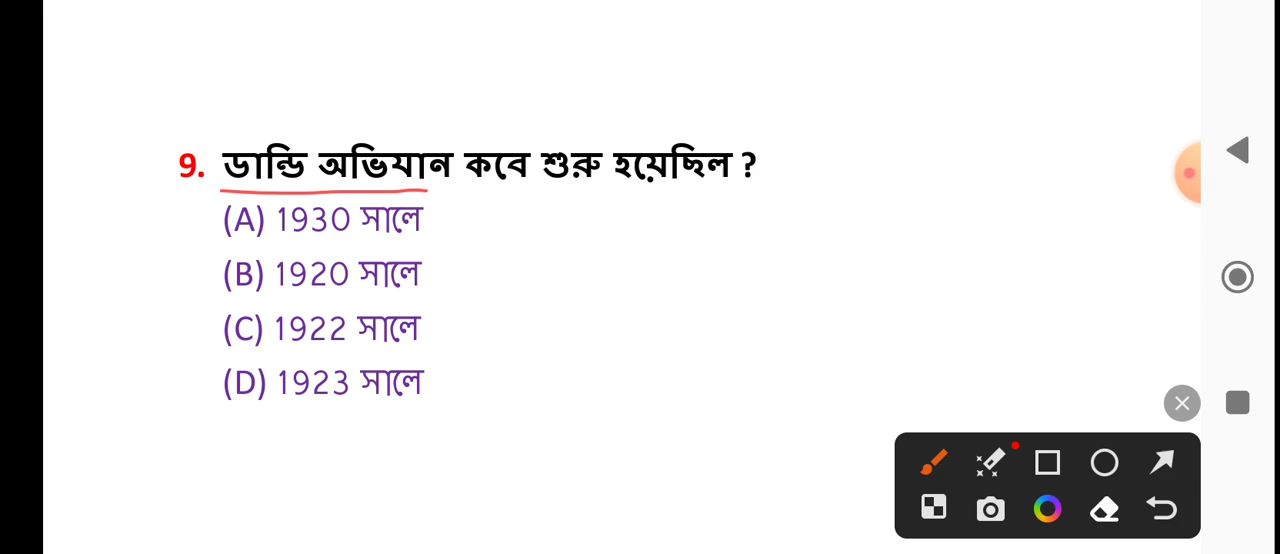 9. ডান্ডি অভিযান কবে শুরু হয়েছিল ?
(A) 1930 সালে
(B) 1920 সালে
(C) 1922 সালে
(D) 1923 সালে